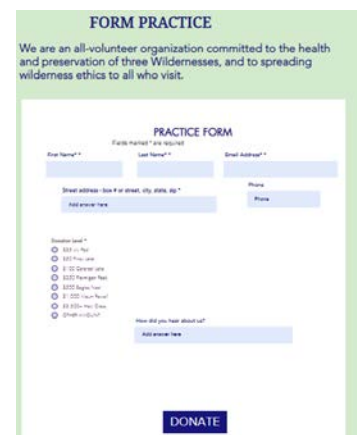 FORM PRACTICE
We are an all-volunteer organization committed to the health
and preservation of three Wildernesses, and to spreading
wilderness ethics to all who visit.
PRACTICE FORM
Fields marked * are required
First Name* *
Last Name* *
Email Address* *
Street address - box # or street, city, state, zip *
Phone
Add answer here
Phone
Donation Level *
OTHER AMOUNT
How did you hear about us?
Add answer here
DONATE